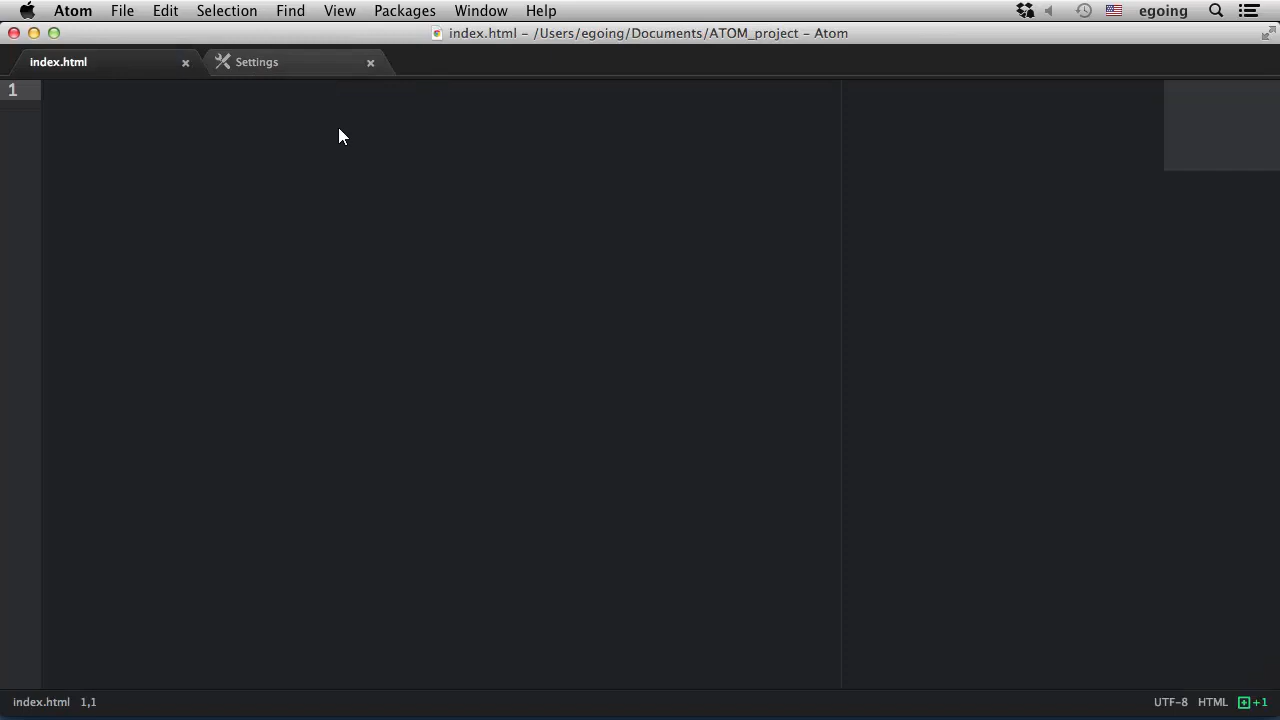 Atom File Edit Selection Find View Packages Window Help egoing
index.html – /Users/egoing/Documents/ATOM_project – Atom
index.html Settings
1
index.html 1,1 UTF-8 HTML +1